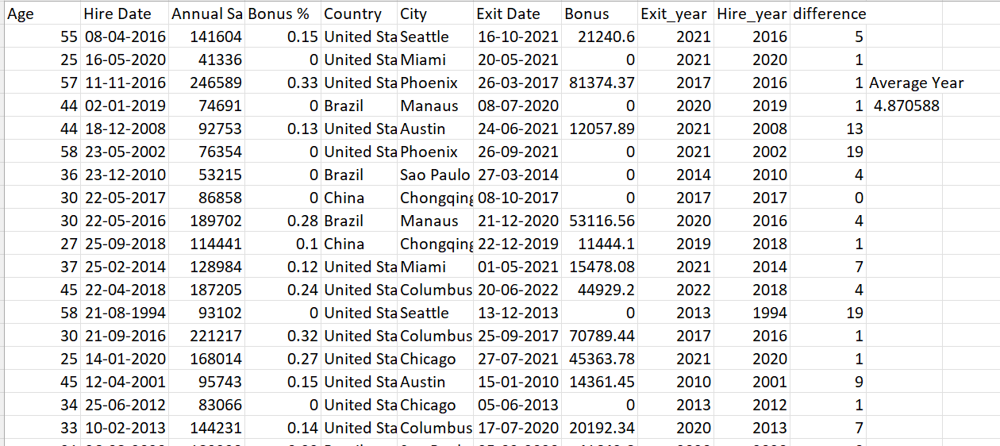 Age Hire Date Annual Sa Bonus % Country City Exit Date Bonus Exit_year Hire_year difference
55 08-04-2016 141604 0.15 United Sta Seattle 16-10-2021 21240.6 2021 2016 5
25 16-05-2020 41336 0 United Sta Miami 20-05-2021 0 2021 2020 1
57 11-11-2016 246589 0.33 United Sta Phoenix 26-03-2017 81374.37 2017 2016 1 Average Year
44 02-01-2019 74691 0 Brazil Manaus 08-07-2020 0 2020 2019 1 4.870588
44 18-12-2008 92753 0.13 United Sta Austin 24-06-2021 12057.89 2021 2008 13
58 23-05-2002 76354 0 United Sta Phoenix 26-09-2021 0 2021 2002 19
36 23-12-2010 53215 0 Brazil Sao Paulo 27-03-2014 0 2014 2010 4
30 22-05-2017 86858 0 China Chongqing 08-10-2017 0 2017 2017 0
30 22-05-2016 189702 0.28 Brazil Manaus 21-12-2020 53116.56 2020 2016 4
27 25-09-2018 114441 0.1 China Chongqing 22-12-2019 11444.1 2019 2018 1
37 25-02-2014 128984 0.12 United Sta Miami 01-05-2021 15478.08 2021 2014 7
45 22-04-2018 187205 0.24 United Sta Columbus 20-06-2022 44929.2 2022 2018 4
58 21-08-1994 93102 0 United Sta Seattle 13-12-2013 0 2013 1994 19
30 21-09-2016 221217 0.32 United Sta Columbus 25-09-2017 70789.44 2017 2016 1
25 14-01-2020 168014 0.27 United Sta Chicago 27-07-2021 45363.78 2021 2020 1
45 12-04-2001 95743 0.15 United Sta Austin 15-01-2010 14361.45 2010 2001 9
34 25-06-2012 83066 0 United Sta Chicago 05-06-2013 0 2013 2012 1
33 10-02-2013 144231 0.14 United Sta Columbus 17-07-2020 20192.34 2020 2013 7